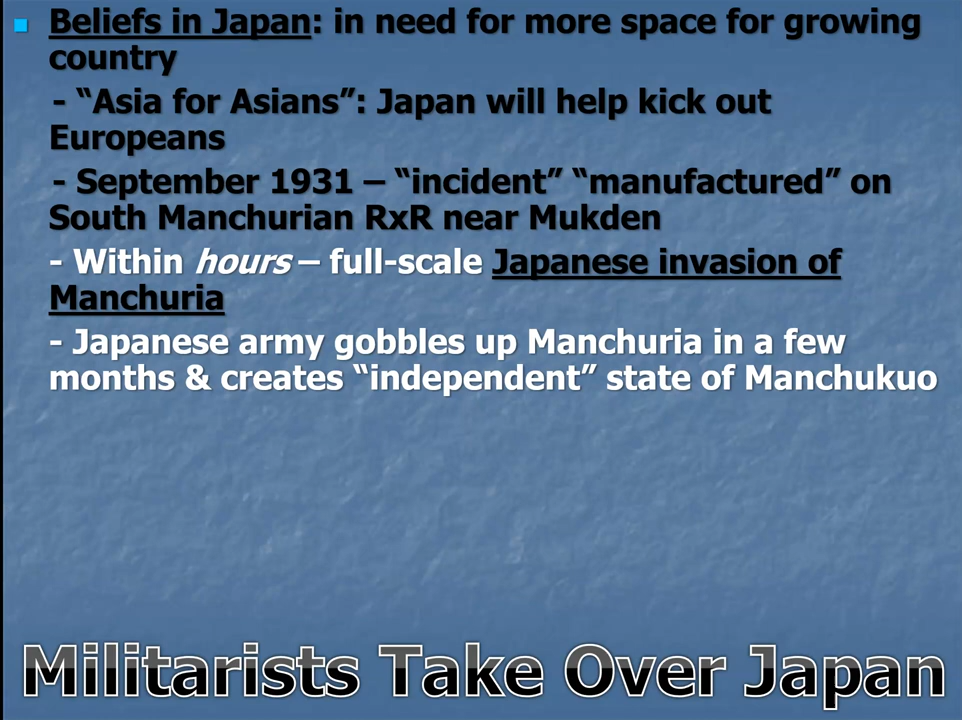 Beliefs in Japan: in need for more space for growing
country
- “Asia for Asians”: Japan will help kick out
Europeans
- September 1931 – “incident” “manufactured” on
South Manchurian RxR near Mukden
- Within hours – full-scale Japanese invasion of
Manchuria
- Japanese army gobbles up Manchuria in a few
months & creates “independent” state of Manchukuo
Militarists Take Over Japan